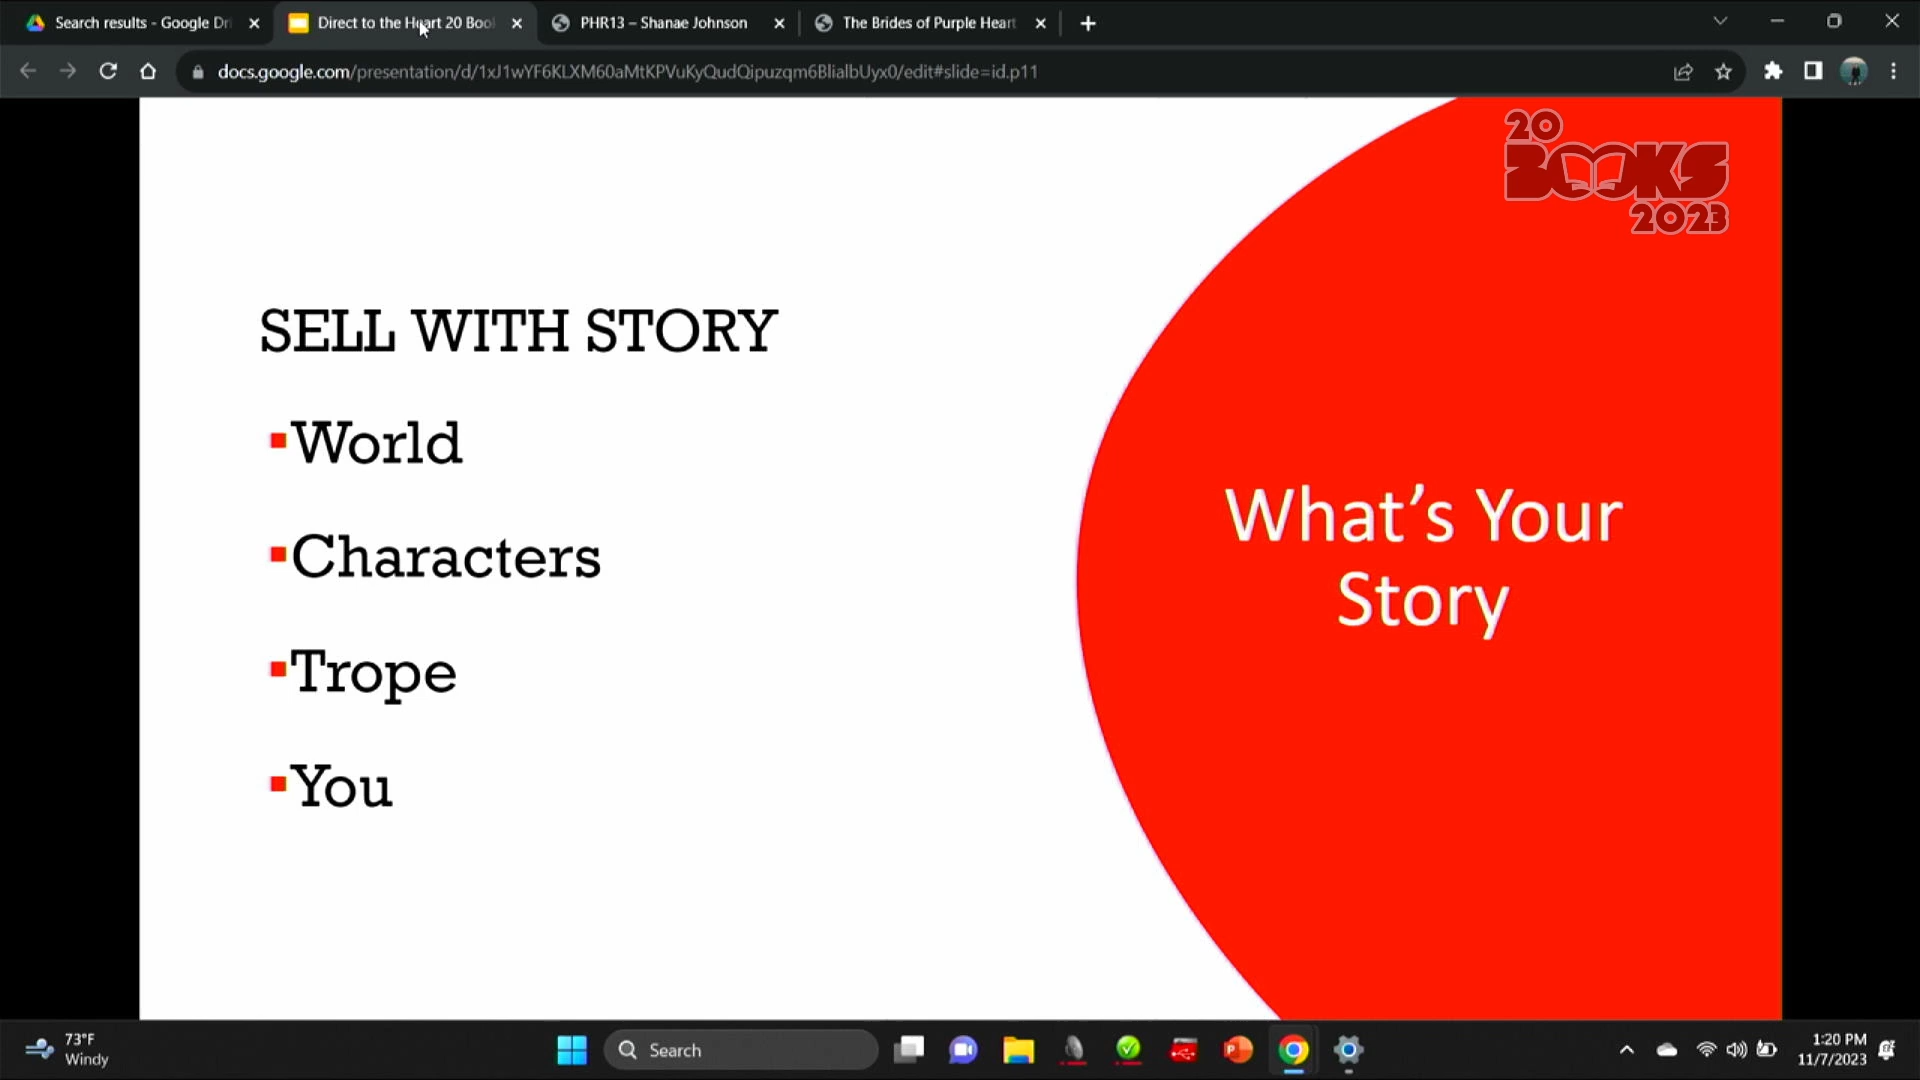 Search results - Google Dri
Direct to the Heart 20 Boo
PHR13 – Shanae Johnson
The Brides of Purple Heart
docs.google.com/presentation/d/1xJ1wYF6KLXM60aMtKPVuKyQudQipuzqm6BlialbUyx0/edit#slide=id.p11
20
BOOKS
2023
SELL WITH STORY
World
Characters
Trope
You
What's Your
Story
73°F
Windy
Search
1:20 PM
11/7/2023